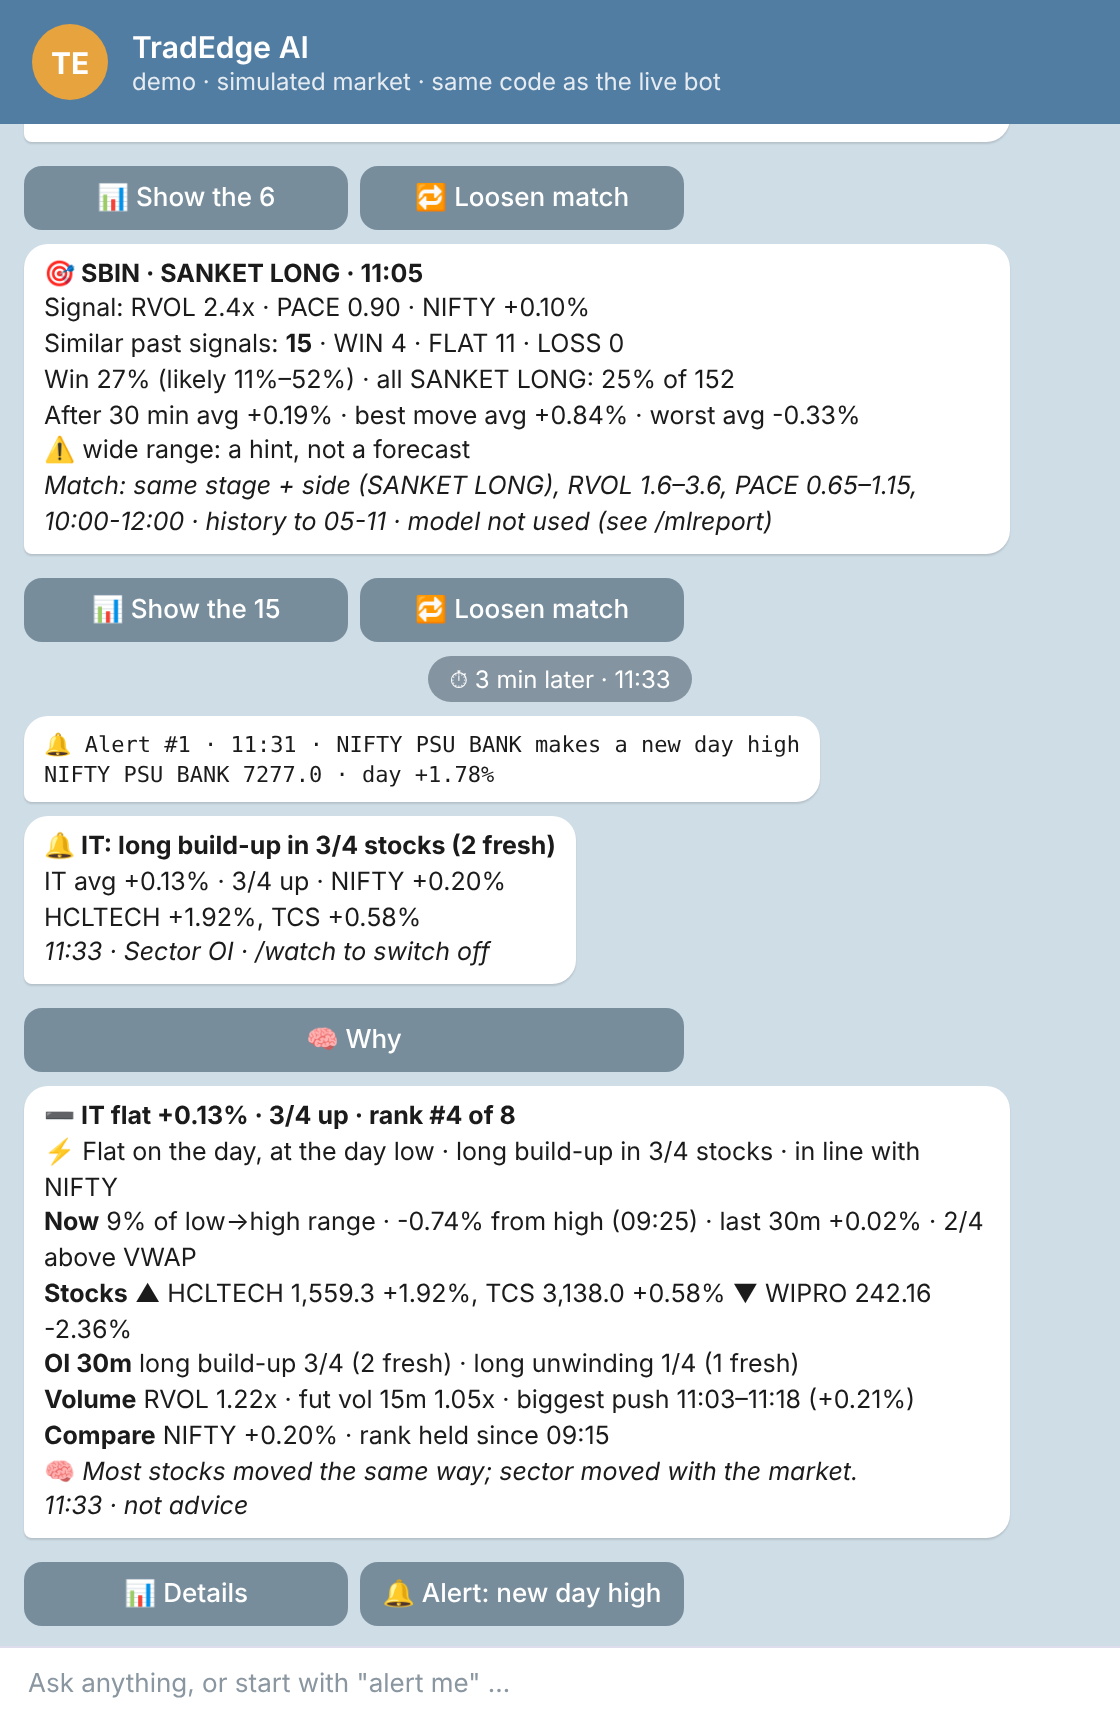 TE
TradEdge AI
demo · simulated market · same code as the live bot
📊 Show the 6
🔁 Loosen match
🎯 SBIN · SANKET LONG · 11:05
Signal: RVOL 2.4x · PACE 0.90 · NIFTY +0.10%
Similar past signals: 15 · WIN 4 · FLAT 11 · LOSS 0
Win 27% (likely 11%–52%) · all SANKET LONG: 25% of 152
After 30 min avg +0.19% · best move avg +0.84% · worst avg -0.33%
⚠️ wide range: a hint, not a forecast
Match: same stage + side (SANKET LONG), RVOL 1.6–3.6, PACE 0.65–1.15,
10:00-12:00 · history to 05-11 · model not used (see /mlreport)
📊 Show the 15
🔁 Loosen match
⏱ 3 min later · 11:33
🔔 Alert #1 · 11:31 · NIFTY PSU BANK makes a new day high
NIFTY PSU BANK 7277.0 · day +1.78%
🔔 IT: long build-up in 3/4 stocks (2 fresh)
IT avg +0.13% · 3/4 up · NIFTY +0.20%
HCLTECH +1.92%, TCS +0.58%
11:33 · Sector OI · /watch to switch off
🧠 Why
➖ IT flat +0.13% · 3/4 up · rank #4 of 8
⚡ Flat on the day, at the day low · long build-up in 3/4 stocks · in line with
NIFTY
Now 9% of low→high range · -0.74% from high (09:25) · last 30m +0.02% · 2/4
above VWAP
Stocks ▲ HCLTECH 1,559.3 +1.92%, TCS 3,138.0 +0.58% ▼ WIPRO 242.16
-2.36%
OI 30m long build-up 3/4 (2 fresh) · long unwinding 1/4 (1 fresh)
Volume RVOL 1.22x · fut vol 15m 1.05x · biggest push 11:03–11:18 (+0.21%)
Compare NIFTY +0.20% · rank held since 09:15
🧠 Most stocks moved the same way; sector moved with the market.
11:33 · not advice
📊 Details
🔔 Alert: new day high
Ask anything, or start with "alert me" ...